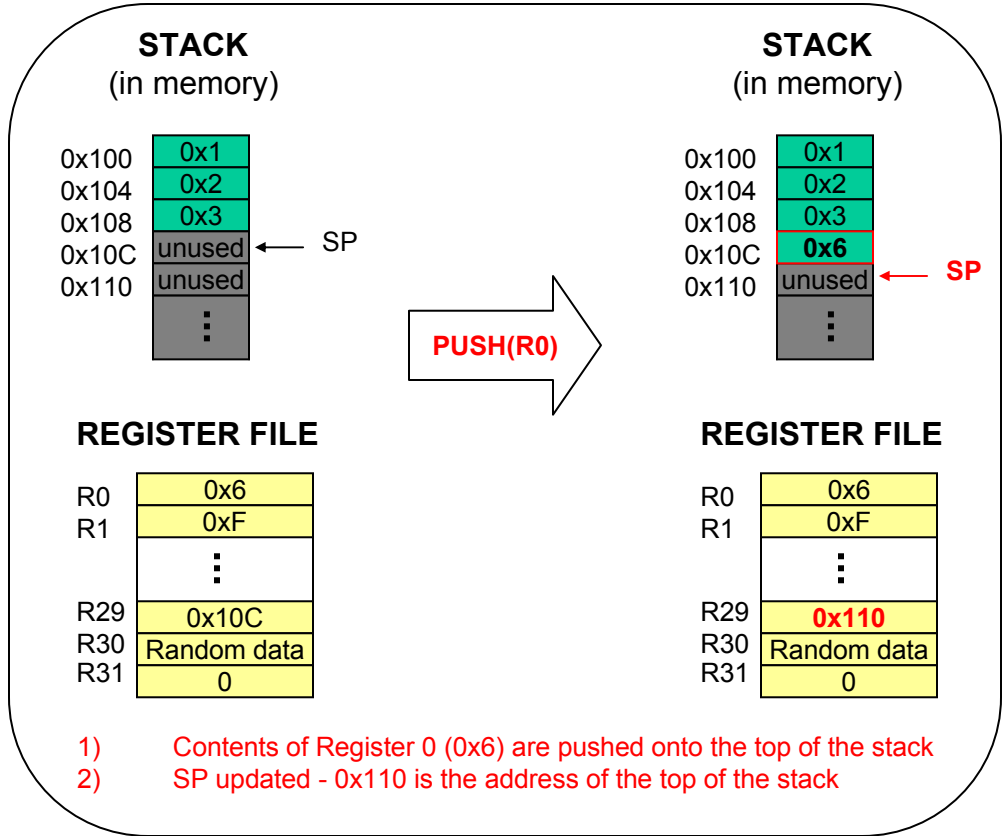 STACK
(in memory)
0x100 0x1
0x104 0x2
0x108 0x3
0x10C unused SP
0x110 unused
REGISTER FILE
R0 0x6
R1 0xF
R29 0x10C
R30 Random data
R31 0
PUSH(R0)
STACK
(in memory)
0x100 0x1
0x104 0x2
0x108 0x3
0x10C 0x6
0x110 unused SP
REGISTER FILE
R0 0x6
R1 0xF
R29 0x110
R30 Random data
R31 0
1) Contents of Register 0 (0x6) are pushed onto the top of the stack
2) SP updated - 0x110 is the address of the top of the stack